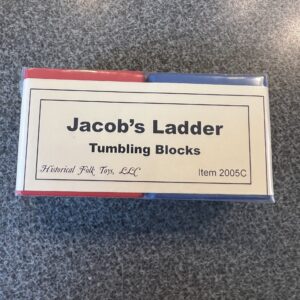 Jacob's Ladder
Tumbling Blocks
Historical Folk Toys, LLC Item 2005C